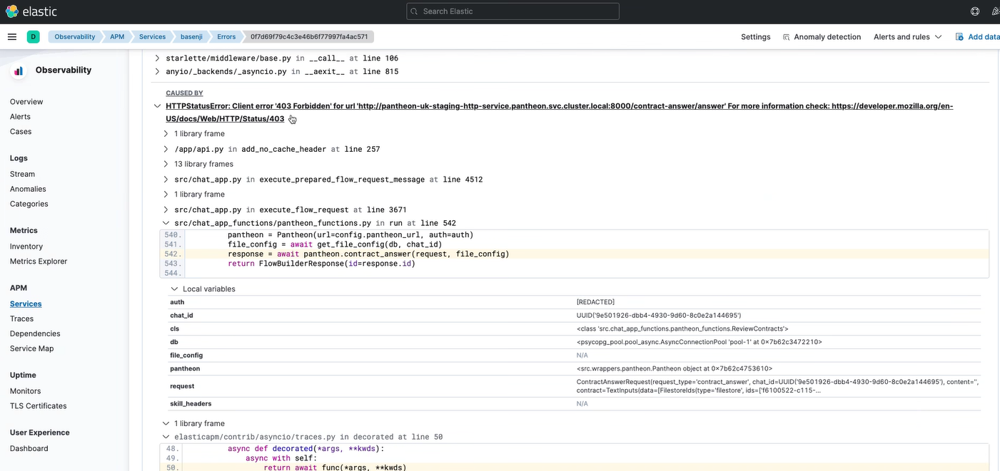 elastic
Search Elastic
D
Observability
APM
Services
basenji
Errors
0f7d69f79c4c3e46b6f77997fa4ac571
Settings
Anomaly detection
Alerts and rules
Add data
Observability
Overview
Alerts
Cases
Logs
Stream
Anomalies
Categories
Metrics
Inventory
Metrics Explorer
APM
Services
Traces
Dependencies
Service Map
Uptime
Monitors
TLS Certificates
User Experience
Dashboard
starlette/middleware/base.py in __call__ at line 106
anyio/_backends/_asyncio.py in __aexit__ at line 815
CAUSED BY
HTTPStatusError: Client error '403 Forbidden' for url 'http://pantheon-uk-staging-http-service.pantheon.svc.cluster.local:8000/contract-answer/answer' For more information check: https://developer.mozilla.org/en-
US/docs/Web/HTTP/Status/403
1 library frame
/app/api.py in add_no_cache_header at line 257
13 library frames
src/chat_app.py in execute_prepared_flow_request_message at line 4512
1 library frame
src/chat_app.py in execute_flow_request at line 3671
src/chat_app_functions/pantheon_functions.py in run at line 542
540. pantheon = Pantheon(url=config.pantheon_url, auth=auth)
541. file_config = await get_file_config(db, chat_id)
542. response = await pantheon.contract_answer(request, file_config)
543. return FlowBuilderResponse(id=response.id)
544.
Local variables
auth [REDACTED]
chat_id UUID('9e501926-dbb4-4930-9d60-8c0e2a144695')
cls <class 'src.chat_app_functions.pantheon_functions.ReviewContracts'>
db <psycopg_pool.pool_async.AsyncConnectionPool 'pool-1' at 0x7b62c3472210>
file_config N/A
pantheon <src.wrappers.pantheon.Pantheon object at 0x7b62c4753610>
request ContractAnswerRequest(request_type='contract_answer', chat_id=UUID('9e501926-dbb4-4930-9d60-8c0e2a144695'), content='',
contract=TextInputs(data=[FilestoreIds(type='filestore', ids=['f6100522-c115-...
skill_headers N/A
1 library frame
elasticapm/contrib/asyncio/traces.py in decorated at line 50
48. async def decorated(*args, **kwds):
49. async with self:
50. return await func(*args, **kwds)